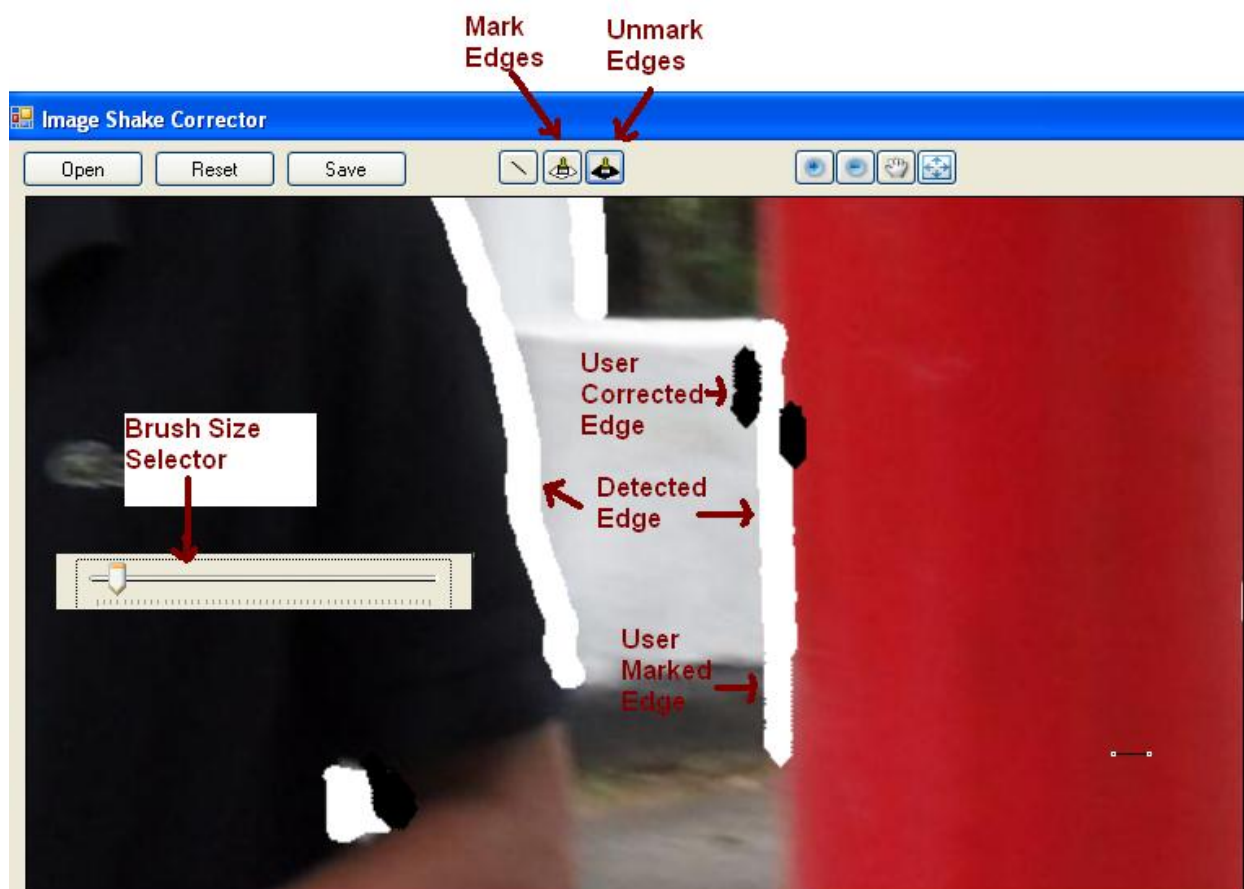 Mark
Edges
Unmark
Edges
Image Shake Corrector
Open
Reset
Save
User
Corrected
Edge
Brush Size
Selector
Detected
Edge
User
Marked
Edge